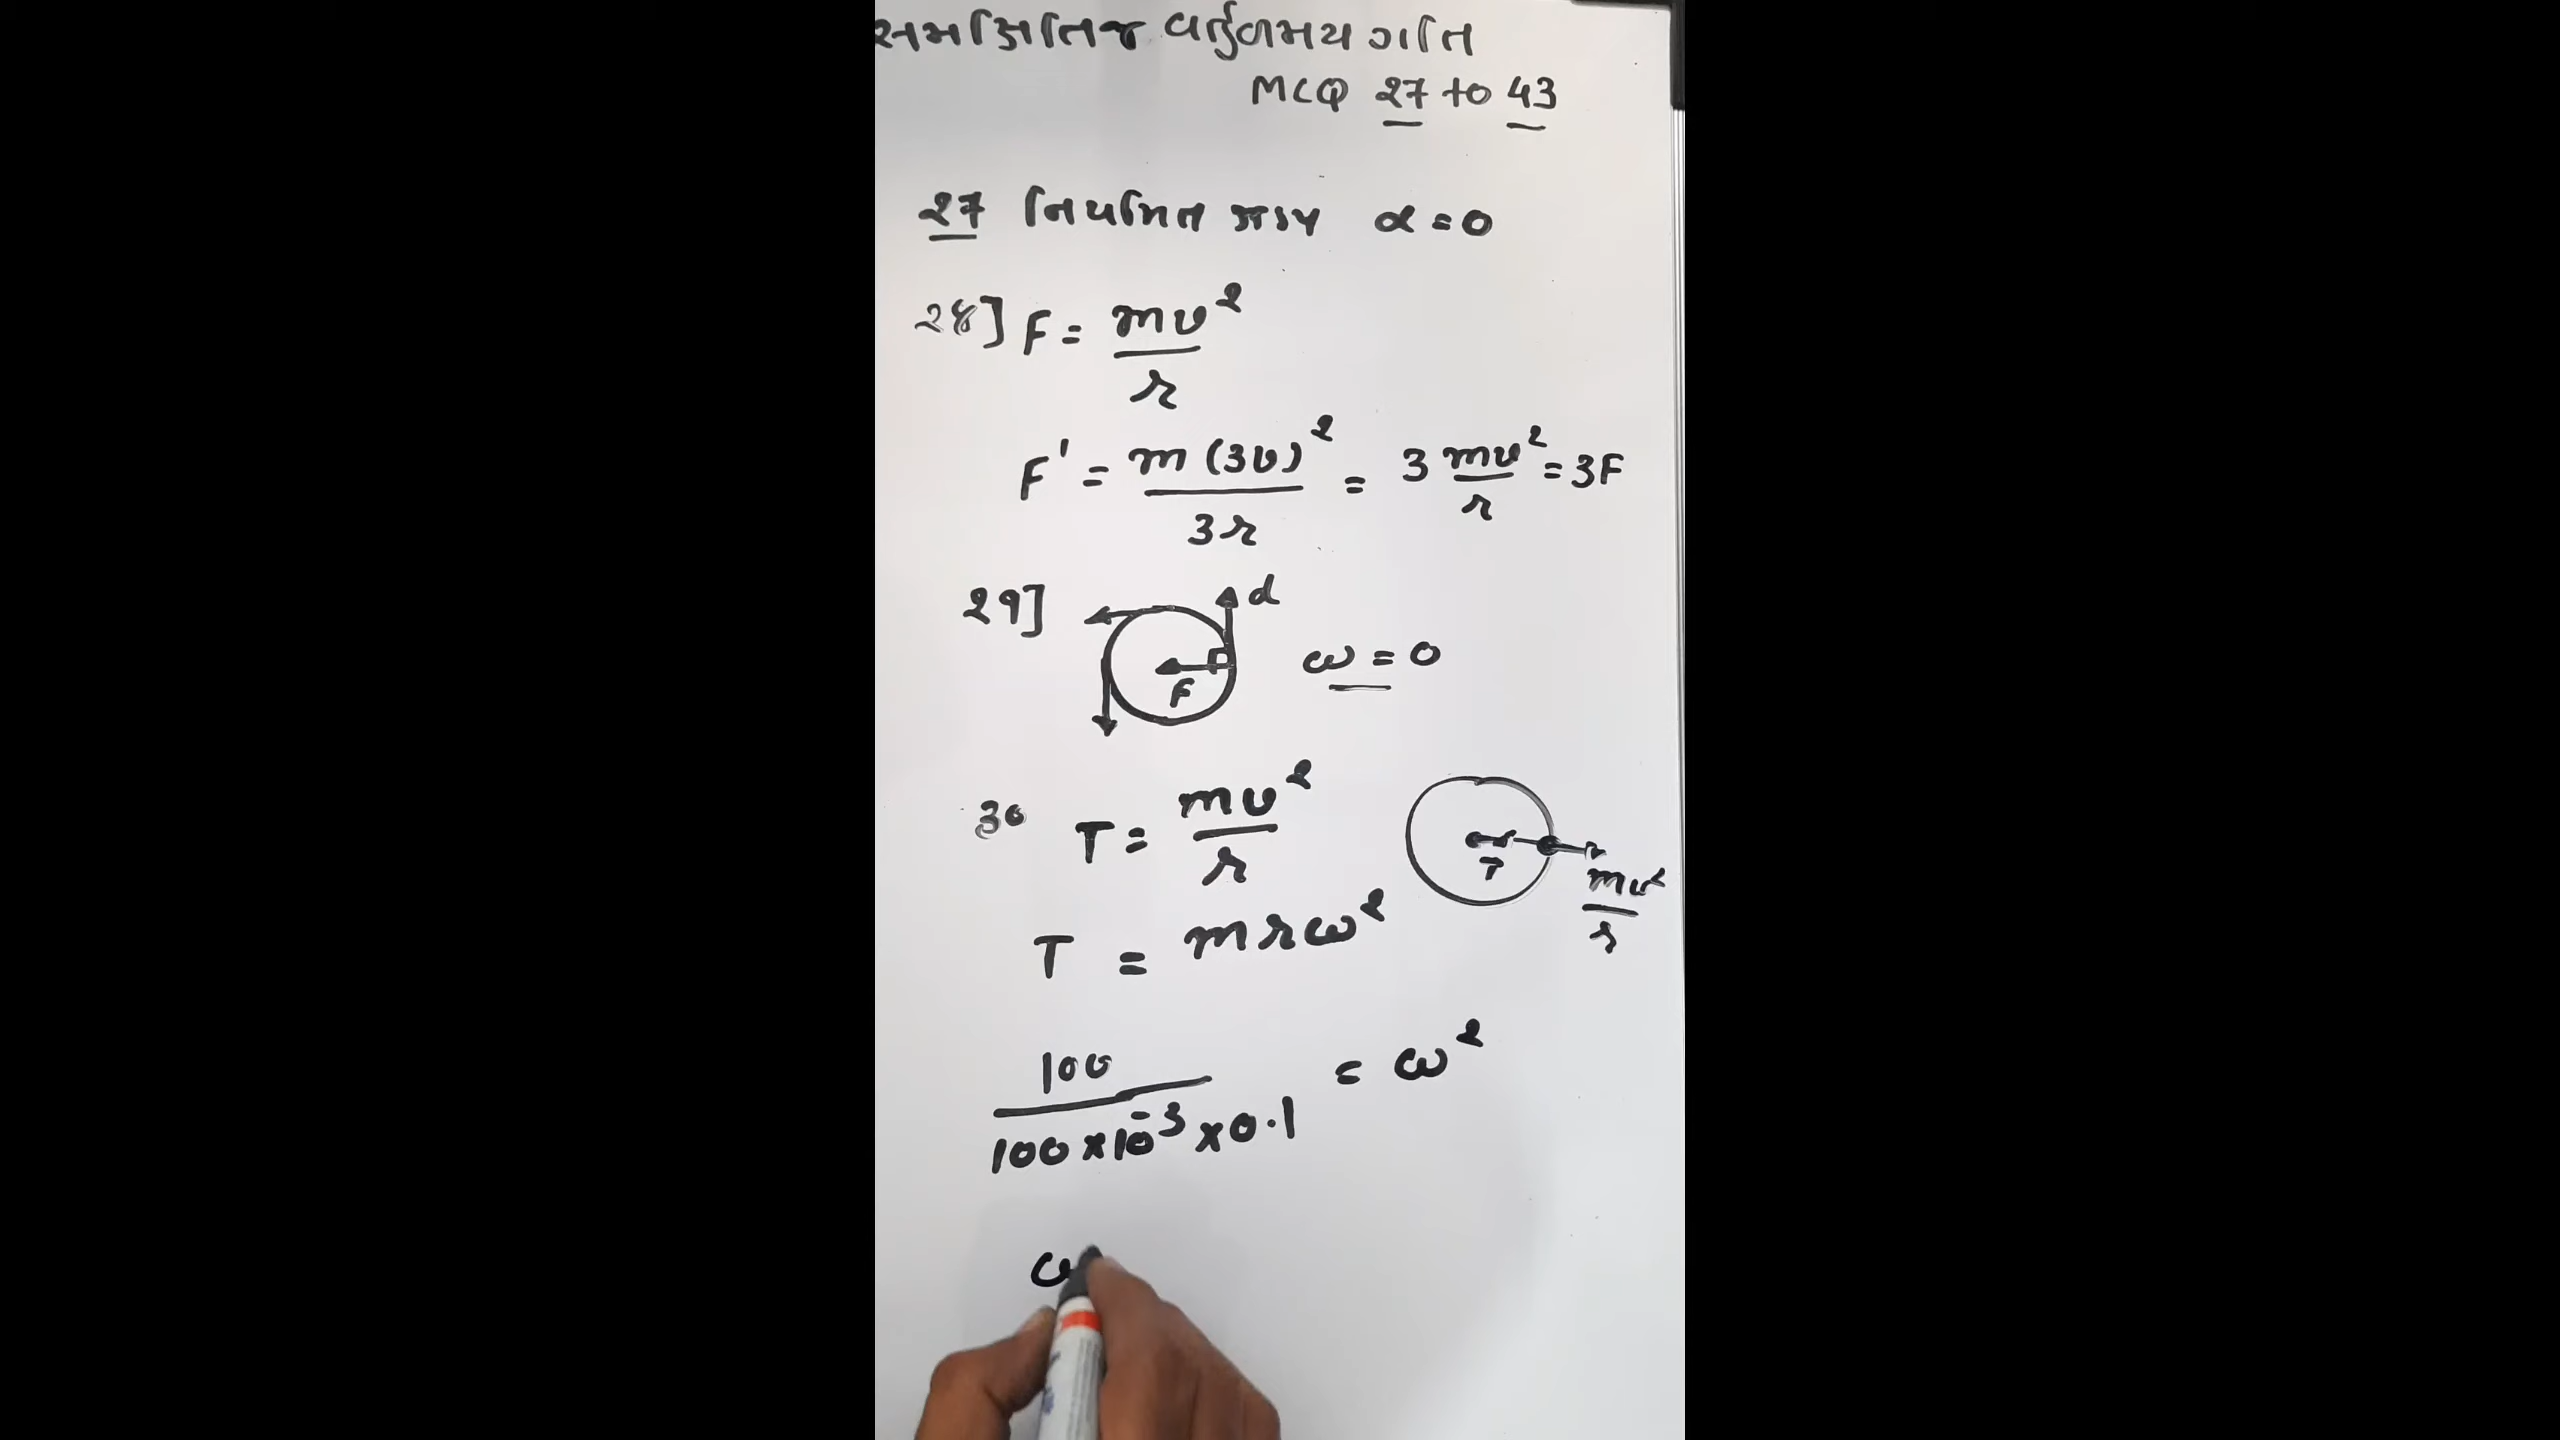 સમક્ષિતિજ વર્તુળમય ગતિ
MCQ 27 to 43
27 નિયમિત α = 0
28] F = mv²/r
F' = m(3v)²/3r = 3 mv²/r = 3F
29] d F ω = 0
30 T = mv²/r
T mv²/r
T = mrω²
100/100×10⁻³×0.1 = ω²